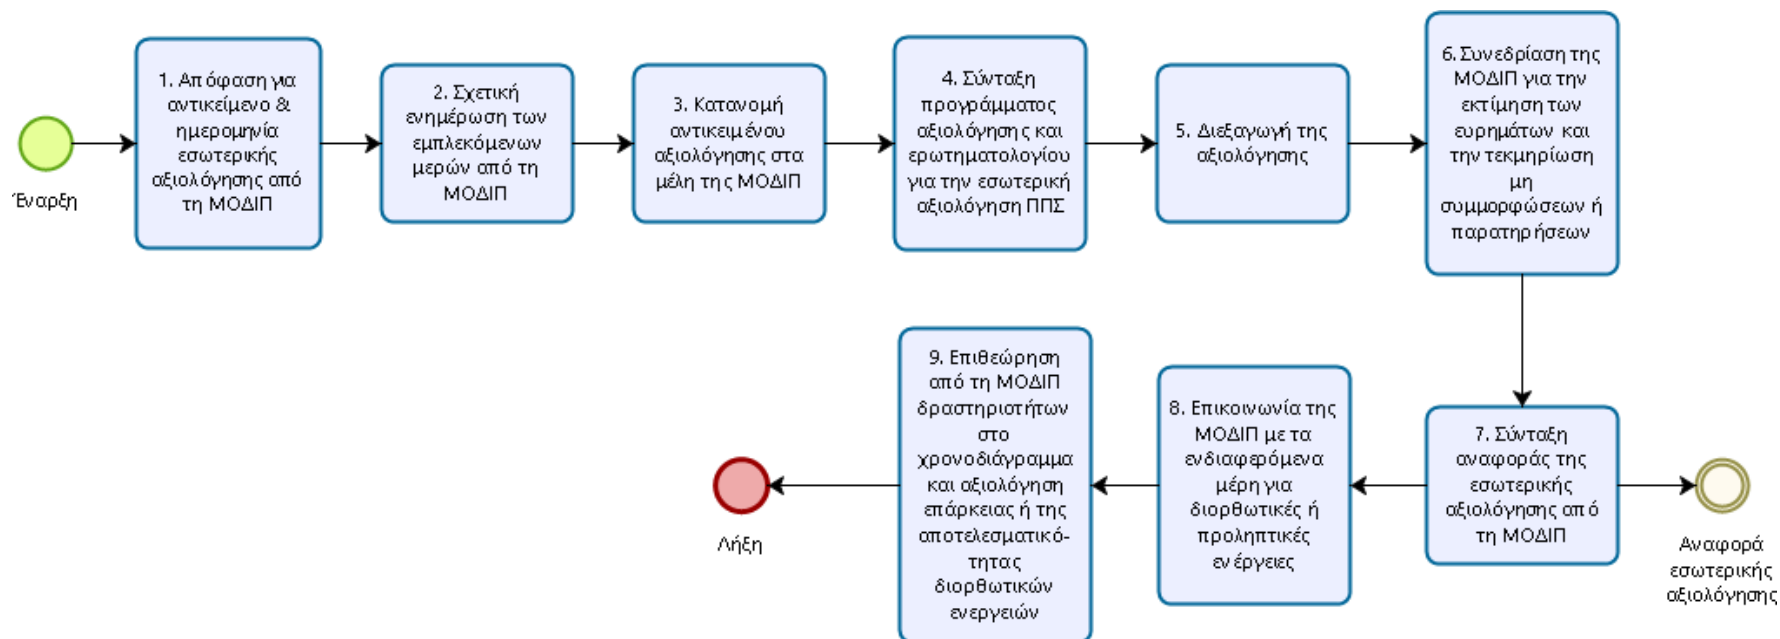 Έναρξη
1. Απόφαση για
αντικείμενο &
ημερομηνία
εσωτερικής
αξιολόγησης από
τη ΜΟΔΙΠ
2. Σχετική
ενημέρωση των
εμπλεκόμενων
μερών από τη
ΜΟΔΙΠ
3. Κατανομή
αντικειμένου
αξιολόγησης στα
μέλη της ΜΟΔΙΠ
4. Σύνταξη
προγράμματος
αξιολόγησης και
ερωτηματολογίου
για την εσωτερική
αξιολόγηση ΠΠΣ
5. Διεξαγωγή της
αξιολόγησης
6. Συνεδρίαση της
ΜΟΔΙΠ για την
εκτίμηση των
ευρημάτων και
την τεκμηρίωση
μη
συμμορφώσεων ή
παρατηρήσεων
7. Σύνταξη
αναφοράς της
εσωτερικής
αξιολόγησης από
τη ΜΟΔΙΠ
Αναφορά
εσωτερικής
αξιολόγησης
8. Επικοινωνία της
ΜΟΔΙΠ με τα
ενδιαφερόμενα
μέρη για
διορθωτικές ή
προληπτικές
ενέργειες
9. Επιθεώρηση
από τη ΜΟΔΙΠ
δραστηριοτήτων
στο
χρονοδιάγραμμα
και αξιολόγηση
επάρκειας ή της
αποτελεσματικό-
τητας
διορθωτικών
ενεργειών
Λήξη